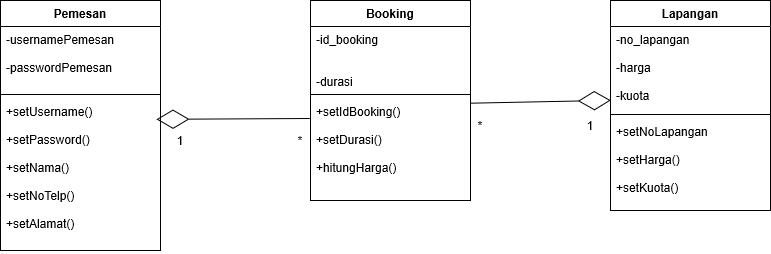 Pemesan
-usernamePemesan
-passwordPemesan
+setUsername()
+setPassword()
+setNama()
+setNoTelp()
+setAlamat()
1
*
Booking
-id_booking
-durasi
+setIdBooking()
+setDurasi()
+hitungHarga()
*
1
Lapangan
-no_lapangan
-harga
-kuota
+setNoLapangan
+setHarga()
+setKuota()